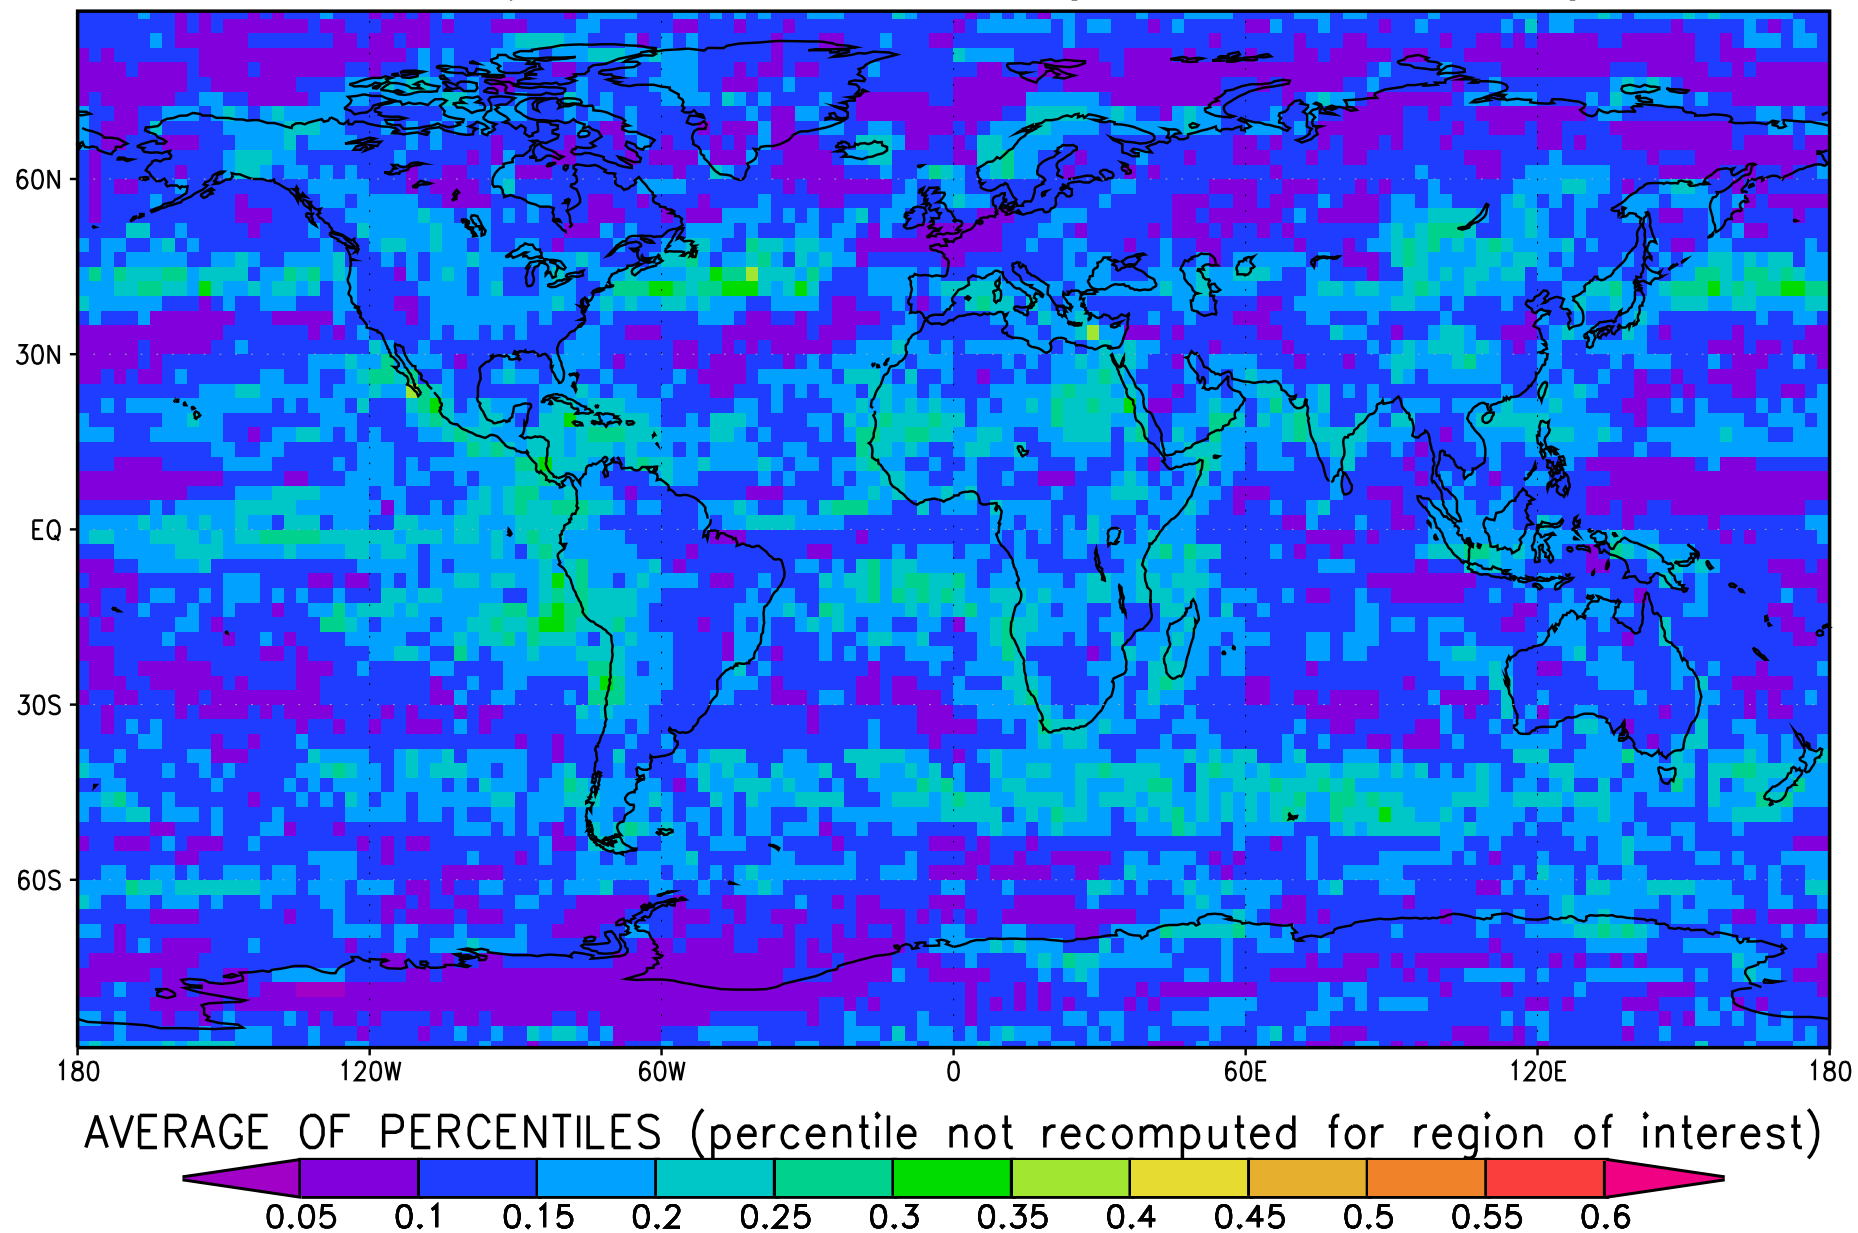 60N
30N
EQ
30S
60S
180 120W 60W 0 60E 120E 180
AVERAGE OF PERCENTILES (percentile not recomputed for region of interest)
0.05 0.1 0.15 0.2 0.25 0.3 0.35 0.4 0.45 0.5 0.55 0.6